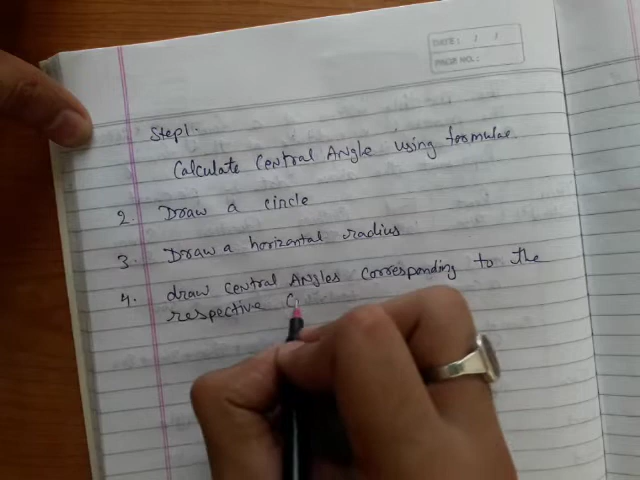 DATE: / /
PAGE NO.:
Step1.
Calculate Central Angle using formulae.
2. Draw a circle
3. Draw a horizantal radius
4. draw central Angles corresponding to the
respective C